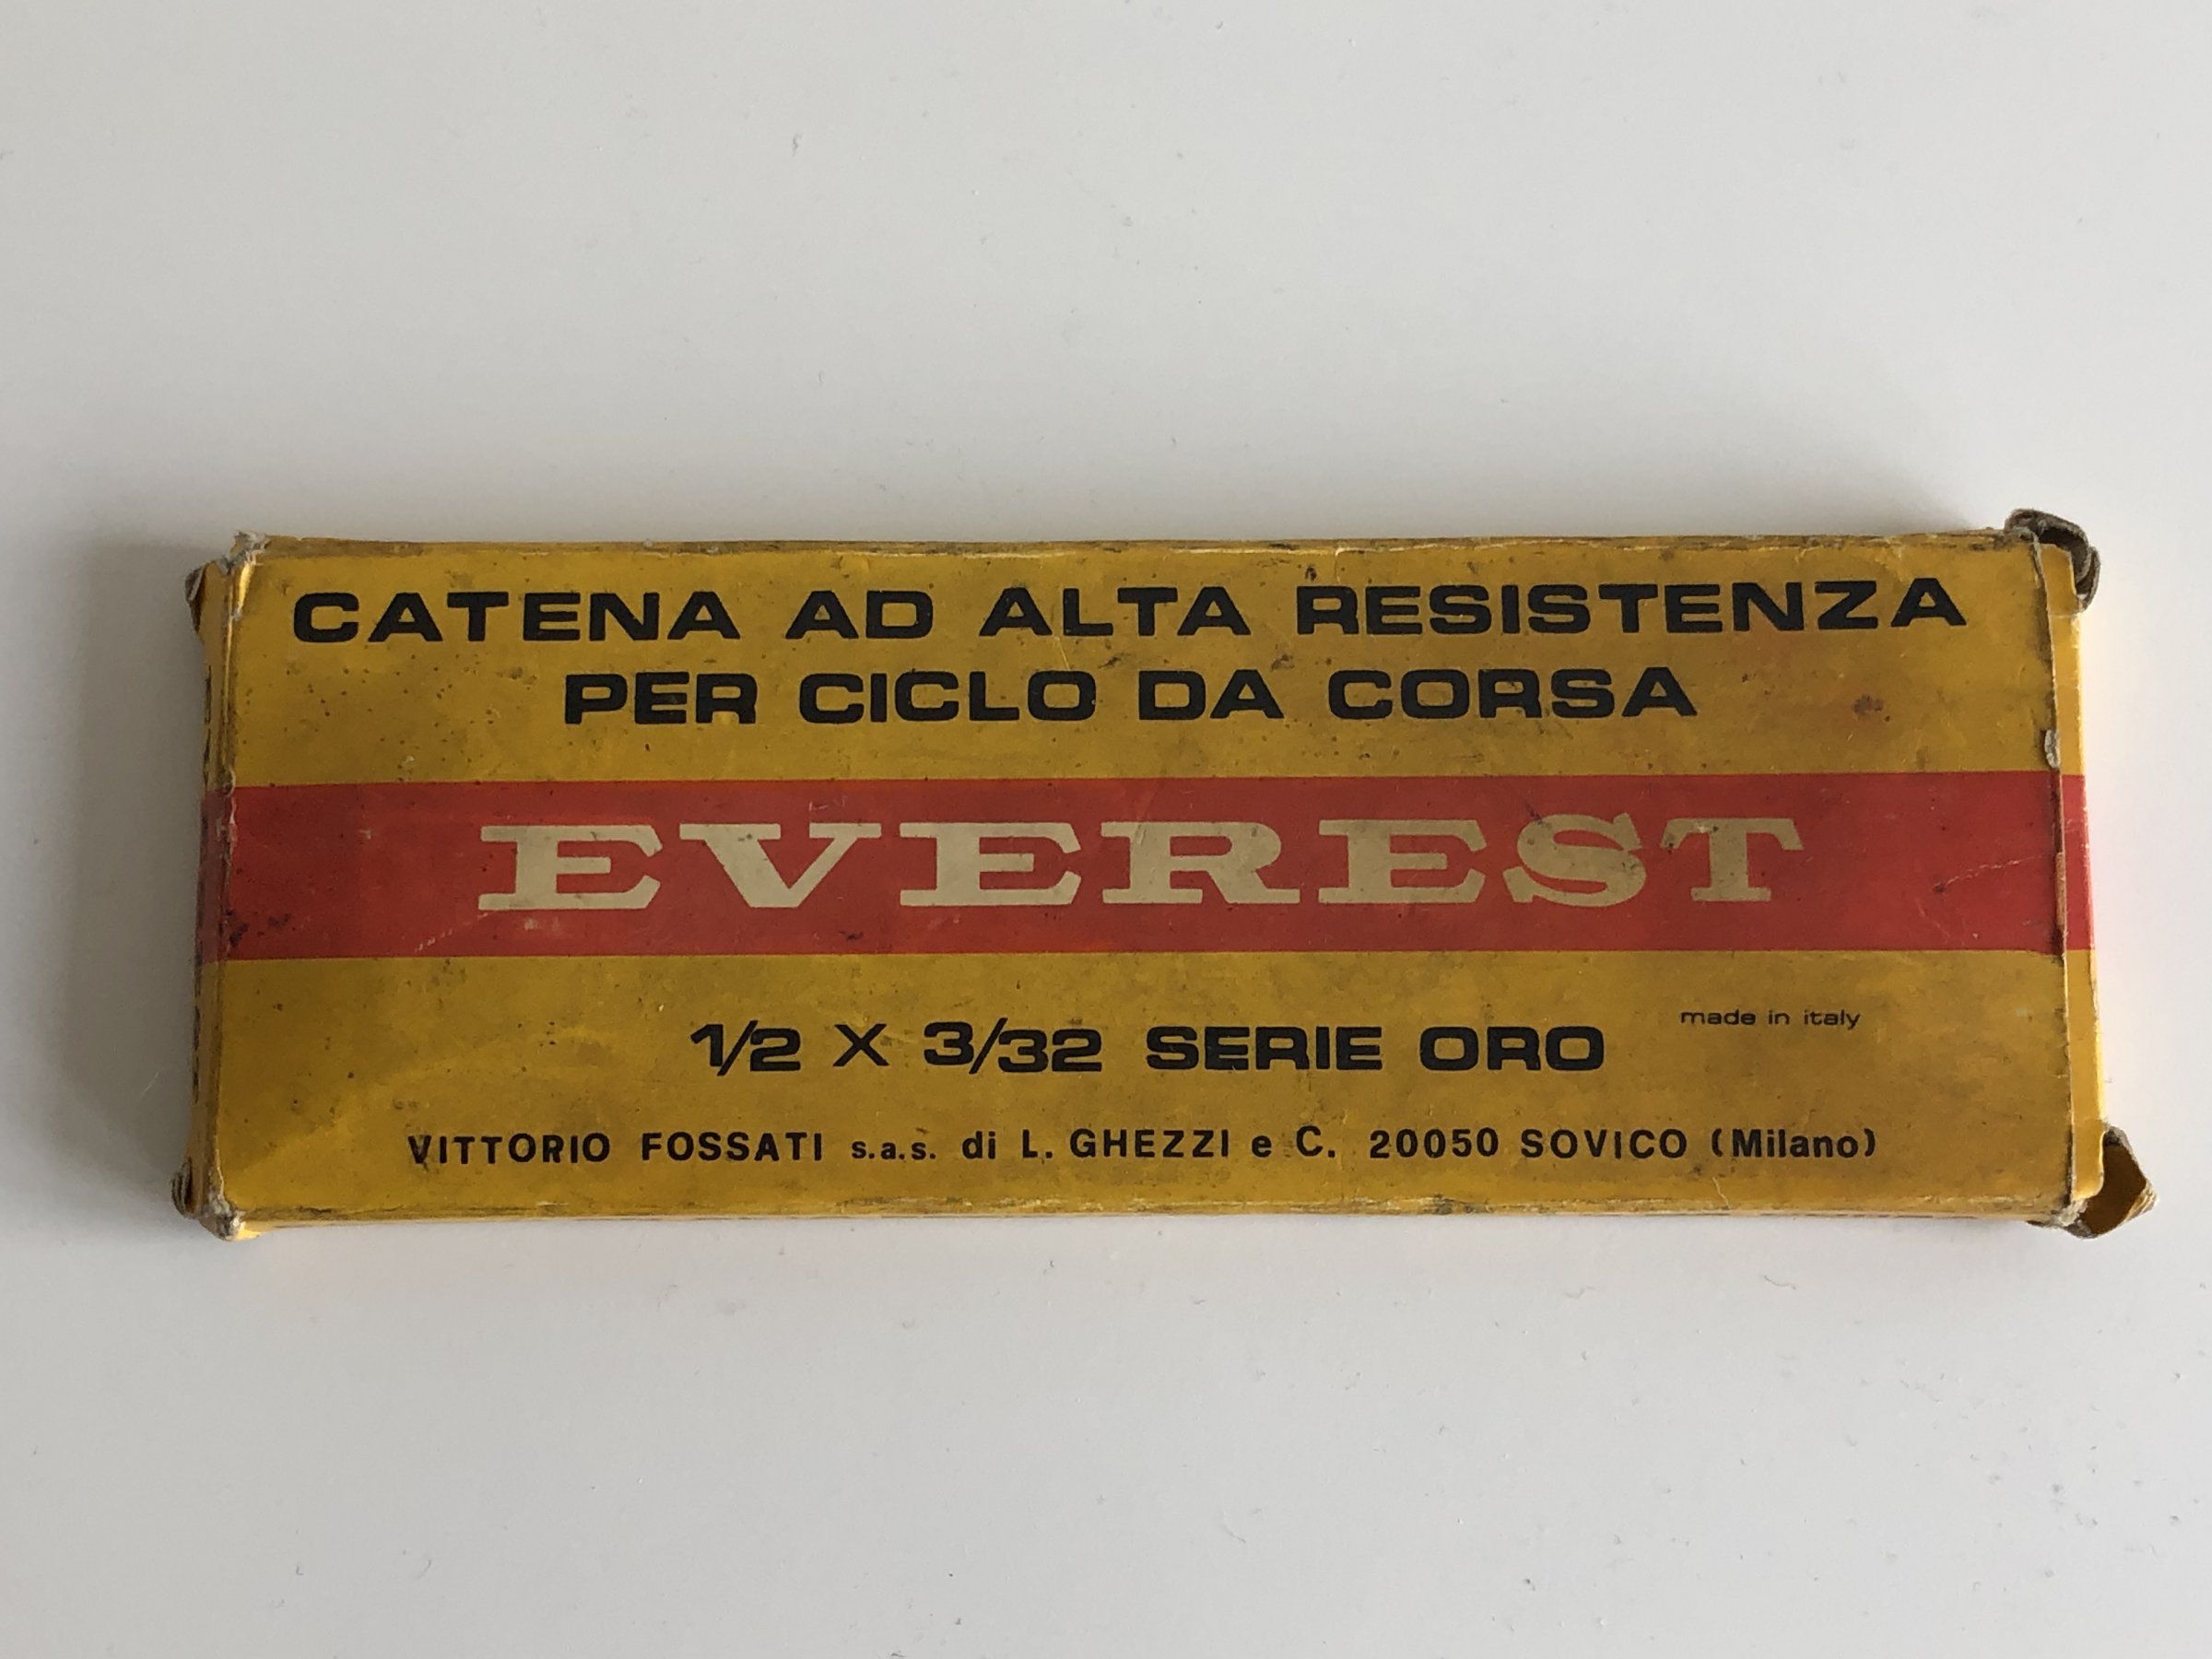 CATENA AD ALTA RESISTENZA
PER CICLO DA CORSA
EVEREST
1/2 X 3/32 SERIE ORO
made in italy
VITTORIO FOSSATI s.a.s. di L. GHEZZI e C. 20050 SOVICO (Milano)